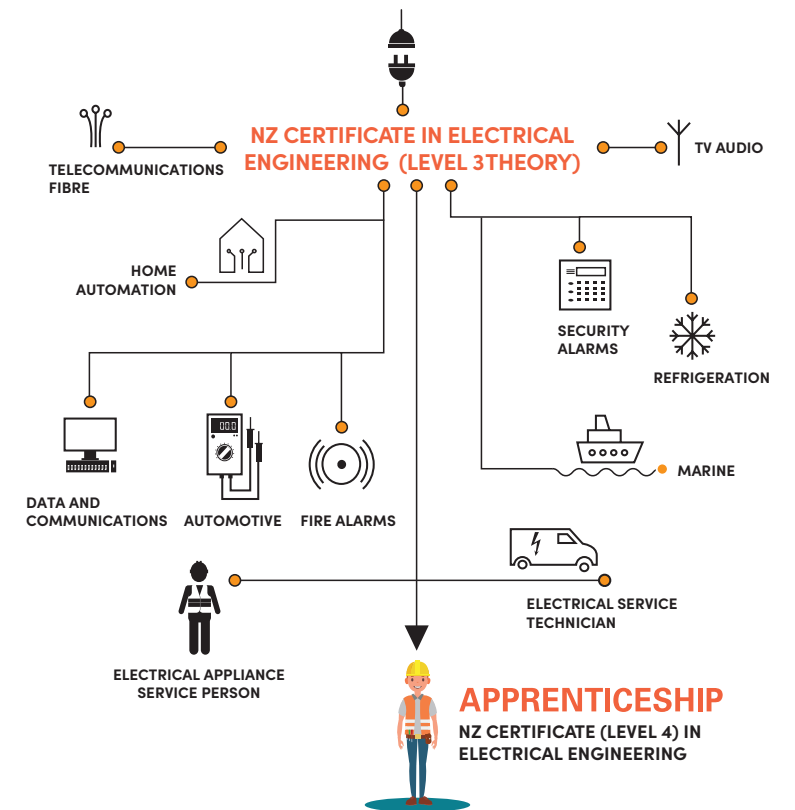 NZ CERTIFICATE IN ELECTRICAL
ENGINEERING (LEVEL 3THEORY)
TELECOMMUNICATIONS
FIBRE
TV AUDIO
HOME
AUTOMATION
SECURITY
ALARMS
REFRIGERATION
00.0
DATA AND
COMMUNICATIONS
AUTOMOTIVE
FIRE ALARMS
MARINE
ELECTRICAL SERVICE
TECHNICIAN
ELECTRICAL APPLIANCE
SERVICE PERSON
APPRENTICESHIP
NZ CERTIFICATE (LEVEL 4) IN
ELECTRICAL ENGINEERING